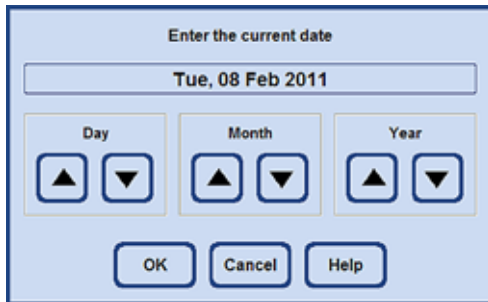 Enter the current date
Tue, 08 Feb 2011
Day Month Year
OK Cancel Help